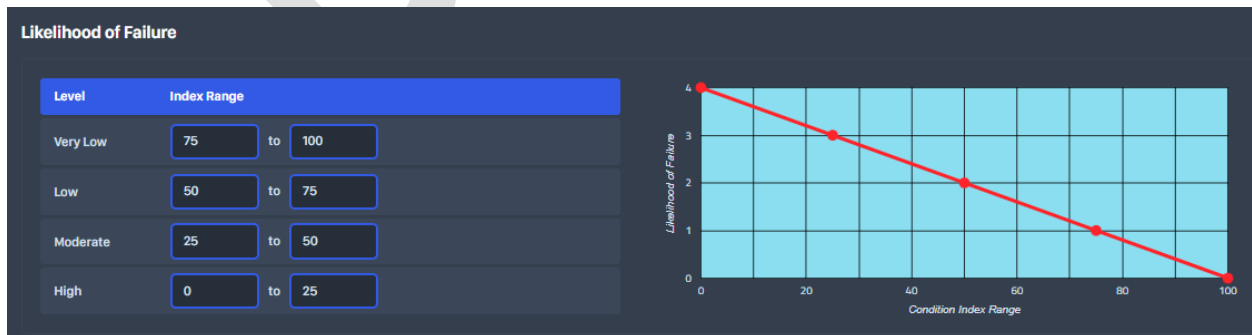 Likelihood of Failure
Level Index Range
Very Low 75 to 100
Low 50 to 75
Moderate 25 to 50
High 0 to 25
4
3
2
1
0
Likelihood of Failure
0 20 40 60 80 100
Condition Index Range